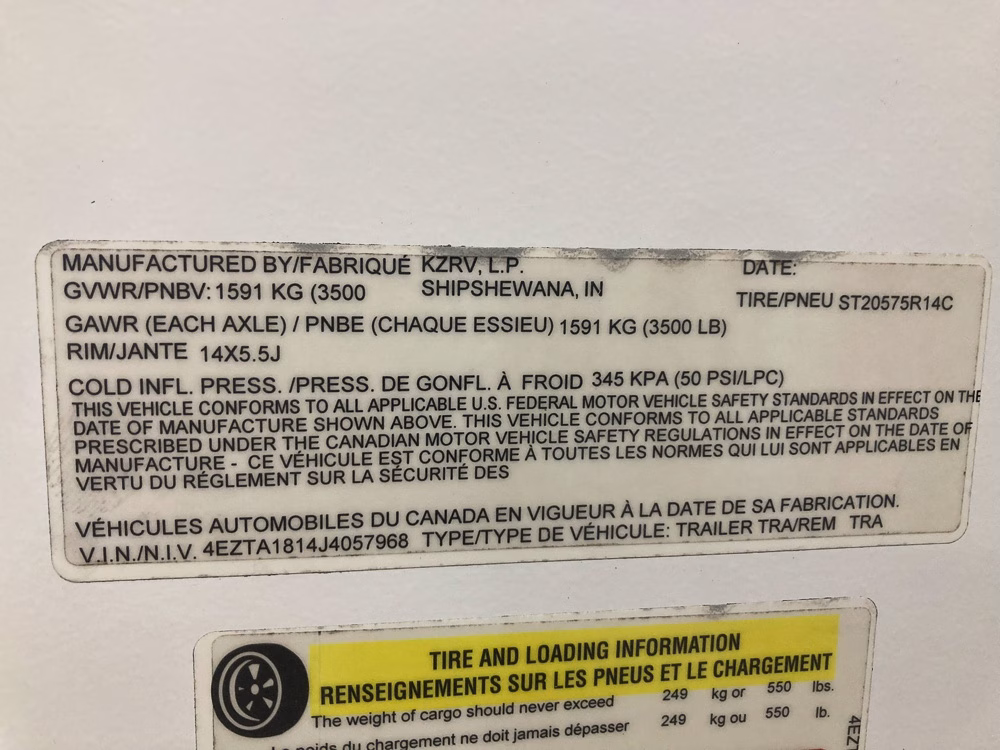 MANUFACTURED BY/FABRIQUÉ KZRV, L.P. DATE:
GVWR/PNBV: 1591 KG (3500 SHIPSHEWANA, IN TIRE/PNEU ST20575R14C
GAWR (EACH AXLE) / PNBE (CHAQUE ESSIEU) 1591 KG (3500 LB)
RIM/JANTE 14X5.5J
COLD INFL. PRESS. /PRESS. DE GONFL. À FROID 345 KPA (50 PSI/LPC)
THIS VEHICLE CONFORMS TO ALL APPLICABLE U.S. FEDERAL MOTOR VEHICLE SAFETY STANDARDS IN EFFECT ON THE
DATE OF MANUFACTURE SHOWN ABOVE. THIS VEHICLE CONFORMS TO ALL APPLICABLE STANDARDS
PRESCRIBED UNDER THE CANADIAN MOTOR VEHICLE SAFETY REGULATIONS IN EFFECT ON THE DATE OF
MANUFACTURE - CE VÉHICULE EST CONFORME À TOUTES LES NORMES QUI LUI SONT APPLICABLES EN
VERTU DU RÉGLEMENT SUR LA SÉCURITÉ DES
VÉHICULES AUTOMOBILES DU CANADA EN VIGUEUR À LA DATE DE SA FABRICATION.
V.I.N./N.I.V. 4EZTA1814J4057968 TYPE/TYPE DE VÉHICULE: TRAILER TRA/REM TRA
TIRE AND LOADING INFORMATION
RENSEIGNEMENTS SUR LES PNEUS ET LE CHARGEMENT
The weight of cargo should never exceed 249 kg or 550 lbs.
poids du chargement ne doit jamais dépasser 249 kg ou 550 lb.
4EZT